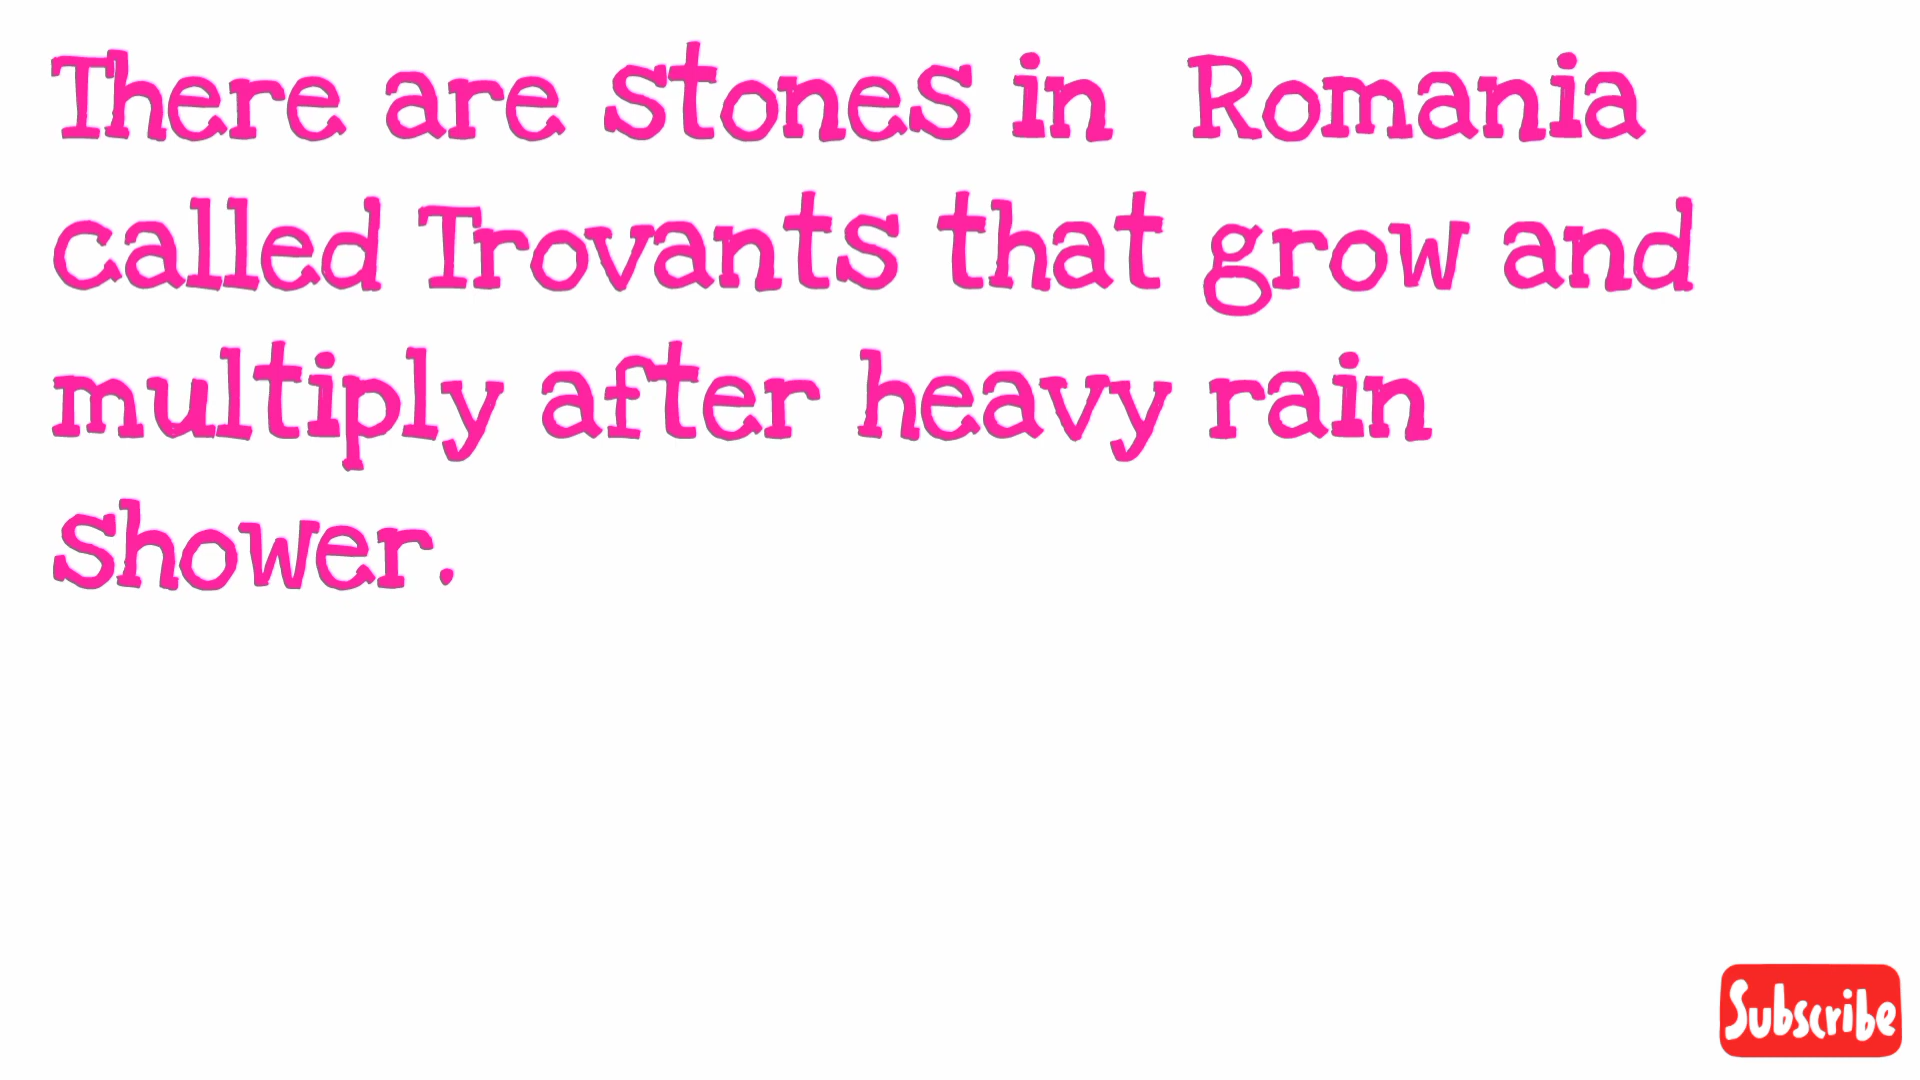 There are stones in  Romania
called Trovants that grow and
multiply after heavy rain
shower.
Subscribe